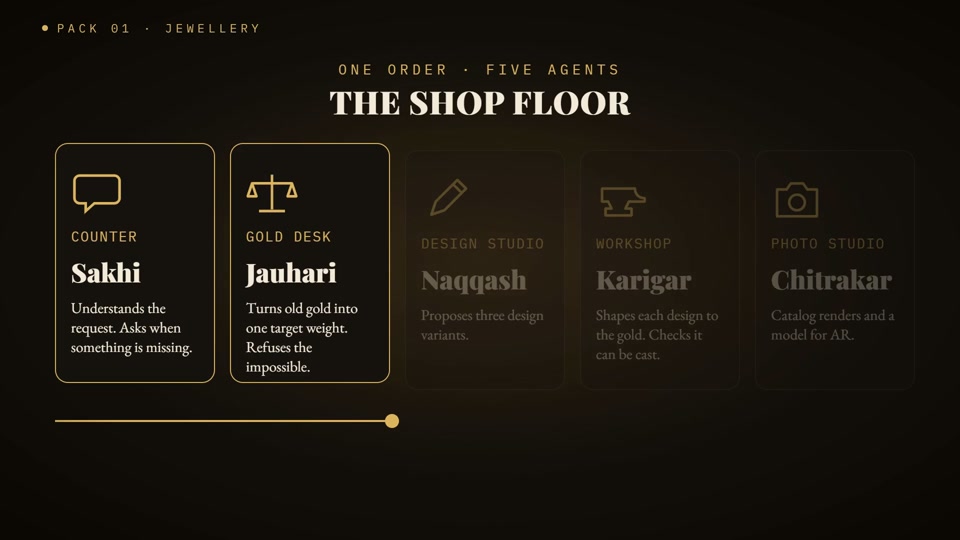 PACK 01 · JEWELLERY
ONE ORDER · FIVE AGENTS
THE SHOP FLOOR
COUNTER
Sakhi
Understands the
request. Asks when
something is missing.
GOLD DESK
Jauhari
Turns old gold into
one target weight.
Refuses the
impossible.
DESIGN STUDIO
Naqqash
Proposes three design
variants.
WORKSHOP
Karigar
Shapes each design to
the gold. Checks it
can be cast.
PHOTO STUDIO
Chitrakar
Catalog renders and a
model for AR.